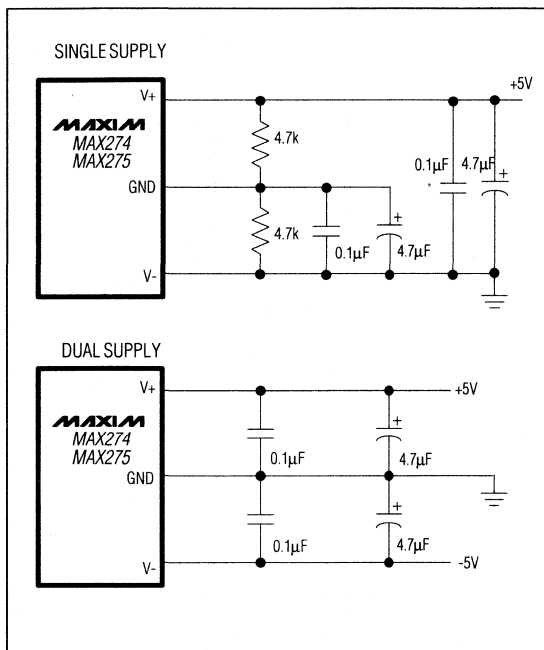 SINGLE SUPPLY
V+
+5V
MAXIM
MAX274
MAX275
4.7k
0.1µF
4.7µF
+
GND
4.7k
+
0.1µF
4.7µF
V-
DUAL SUPPLY
V+
+5V
MAXIM
MAX274
MAX275
+
0.1µF
4.7µF
GND
+
0.1µF
4.7µF
V-
-5V